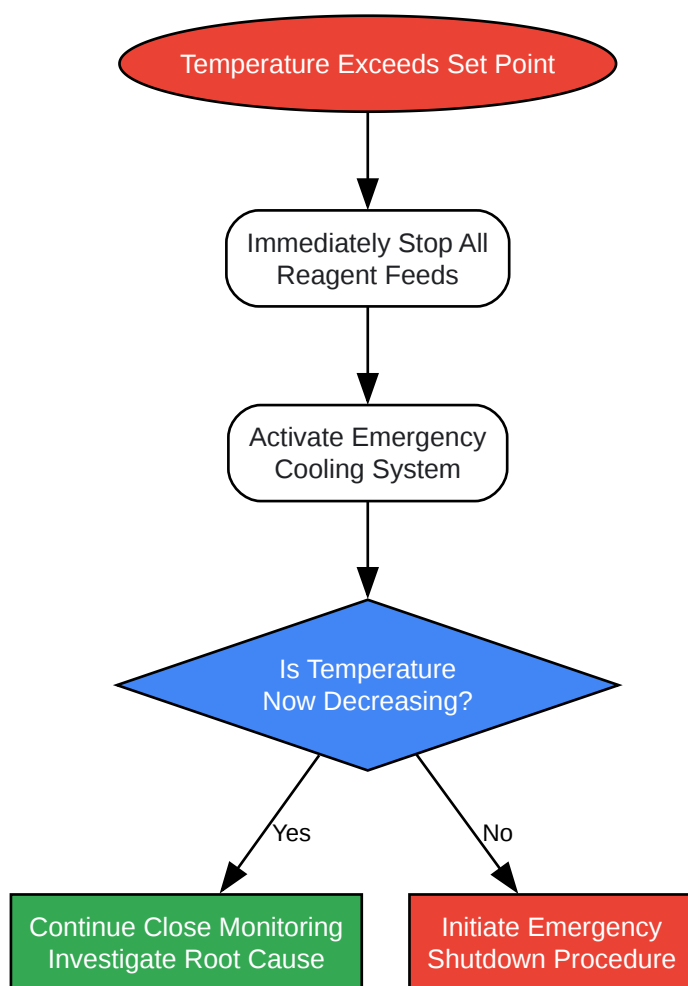 Temperature Exceeds Set Point
Immediately Stop All
Reagent Feeds
Activate Emergency
Cooling System
Is Temperature
Now Decreasing?
Yes
No
Continue Close Monitoring
Investigate Root Cause
Initiate Emergency
Shutdown Procedure